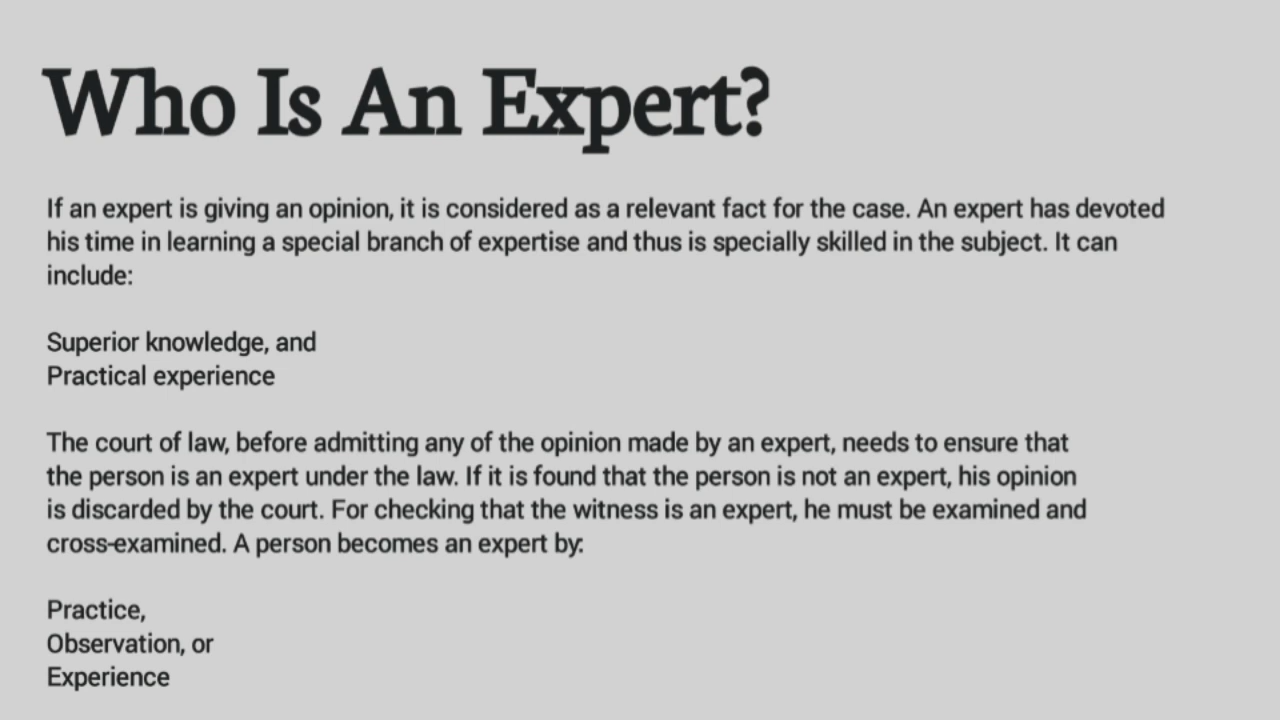 Who Is An Expert?
If an expert is giving an opinion, it is considered as a relevant fact for the case. An expert has devoted
his time in learning a special branch of expertise and thus is specially skilled in the subject. It can
include:
Superior knowledge, and
Practical experience
The court of law, before admitting any of the opinion made by an expert, needs to ensure that
the person is an expert under the law. If it is found that the person is not an expert, his opinion
is discarded by the court. For checking that the witness is an expert, he must be examined and
cross-examined. A person becomes an expert by:
Practice,
Observation, or
Experience